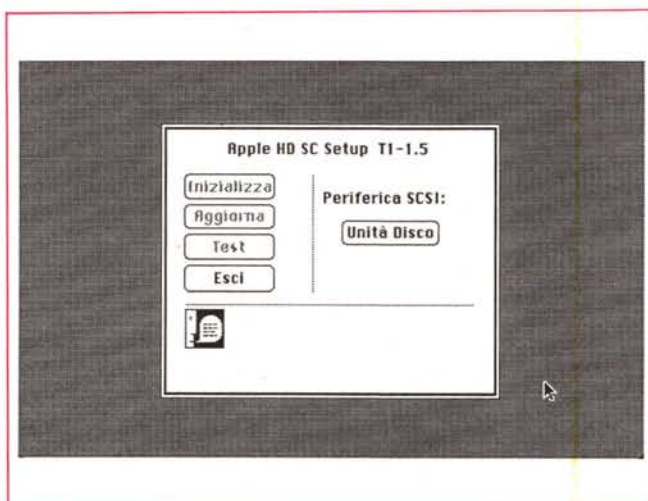 Apple HD SC Setup T1-1.5
Inizializza
Aggiorna
Test
Esci
Periferica SCSI:
Unità Disco